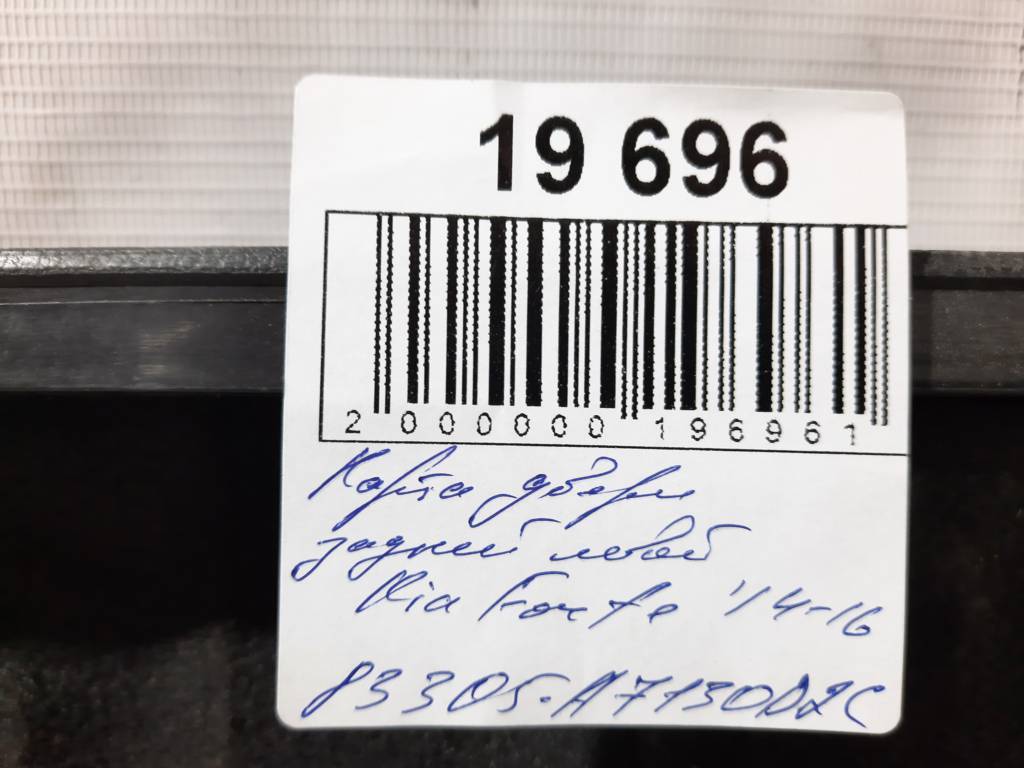 19 696
2 000000 196961
Карта двери
задней левой
Kia Forte '14-16
83305-A7130D2C